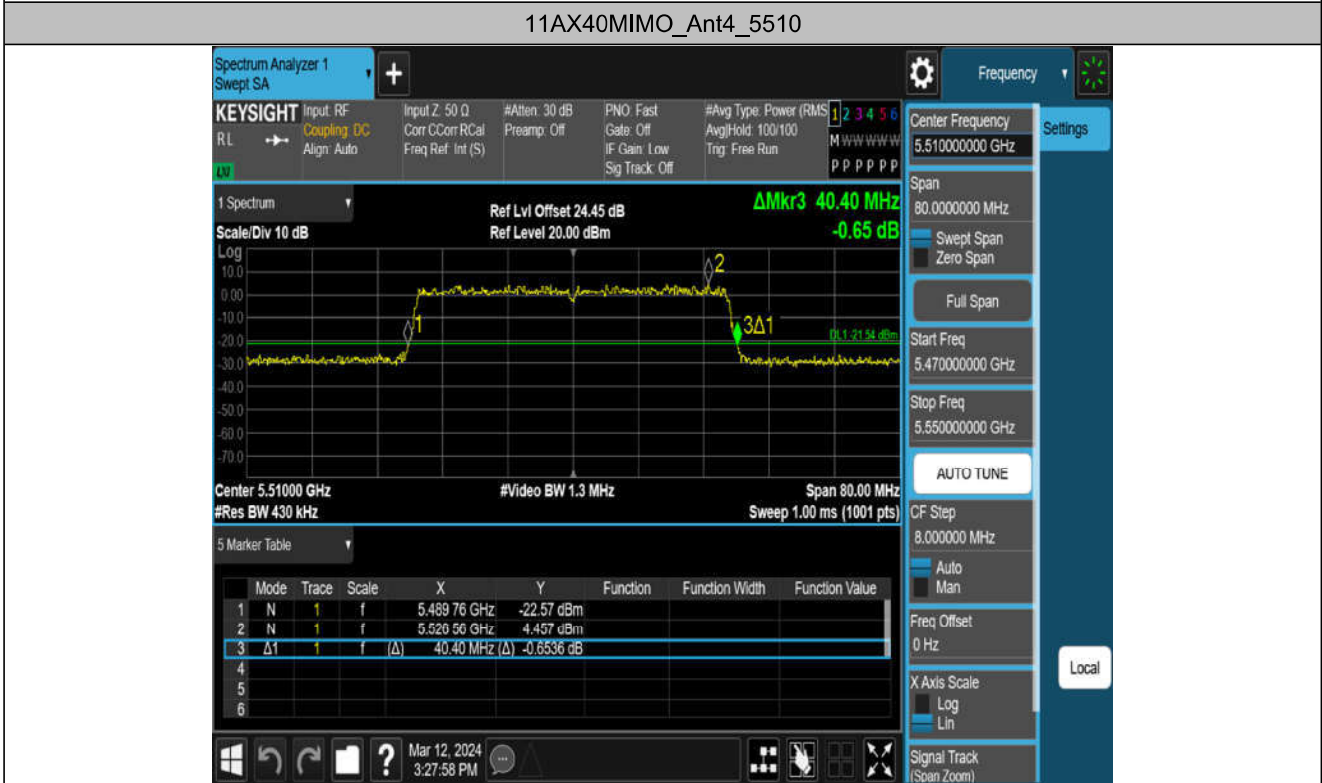 11AX40MIMO_Ant4_5510
Spectrum Analyzer 1
Swept SA
+
Frequency
KEYSIGHT
RL
LXI
Input: RF
Coupling: DC
Align: Auto
Input Z: 50 Ω
Corr CCorr RCal
Freq Ref: Int (S)
#Atten: 30 dB
Preamp: Off
PNO: Fast
Gate: Off
IF Gain: Low
Sig Track: Off
#Avg Type: Power (RMS
Avg|Hold: 100/100
Trig: Free Run
1 2 3 4 5 6
M W W W W W
P P P P P P
Center Frequency
5.510000000 GHz
Settings
1 Spectrum
Scale/Div 10 dB
Ref Lvl Offset 24.45 dB
Ref Level 20.00 dBm
ΔMkr3 40.40 MHz
-0.65 dB
Log
10.0
0.00
-10.0
-20.0
-30.0
-40.0
-50.0
-60.0
-70.0
1
2
3Δ1
DL1 -21.54 dBm
Center 5.51000 GHz
#Video BW 1.3 MHz
Span 80.00 MHz
#Res BW 430 kHz
Sweep 1.00 ms (1001 pts)
Span
80.0000000 MHz
Swept Span
Zero Span
Full Span
Start Freq
5.470000000 GHz
Stop Freq
5.550000000 GHz
AUTO TUNE
CF Step
8.000000 MHz
Auto
Man
Freq Offset
0 Hz
X Axis Scale
Log
Lin
Signal Track
(Span Zoom)
Local
5 Marker Table
Mode Trace Scale X Y Function Function Width Function Value
1 N 1 f 5.489 76 GHz -22.57 dBm
2 N 1 f 5.526 56 GHz 4.457 dBm
3 Δ1 1 f (Δ) 40.40 MHz (Δ) -0.6536 dB
4
5
6
?
Mar 12, 2024
3:27:58 PM